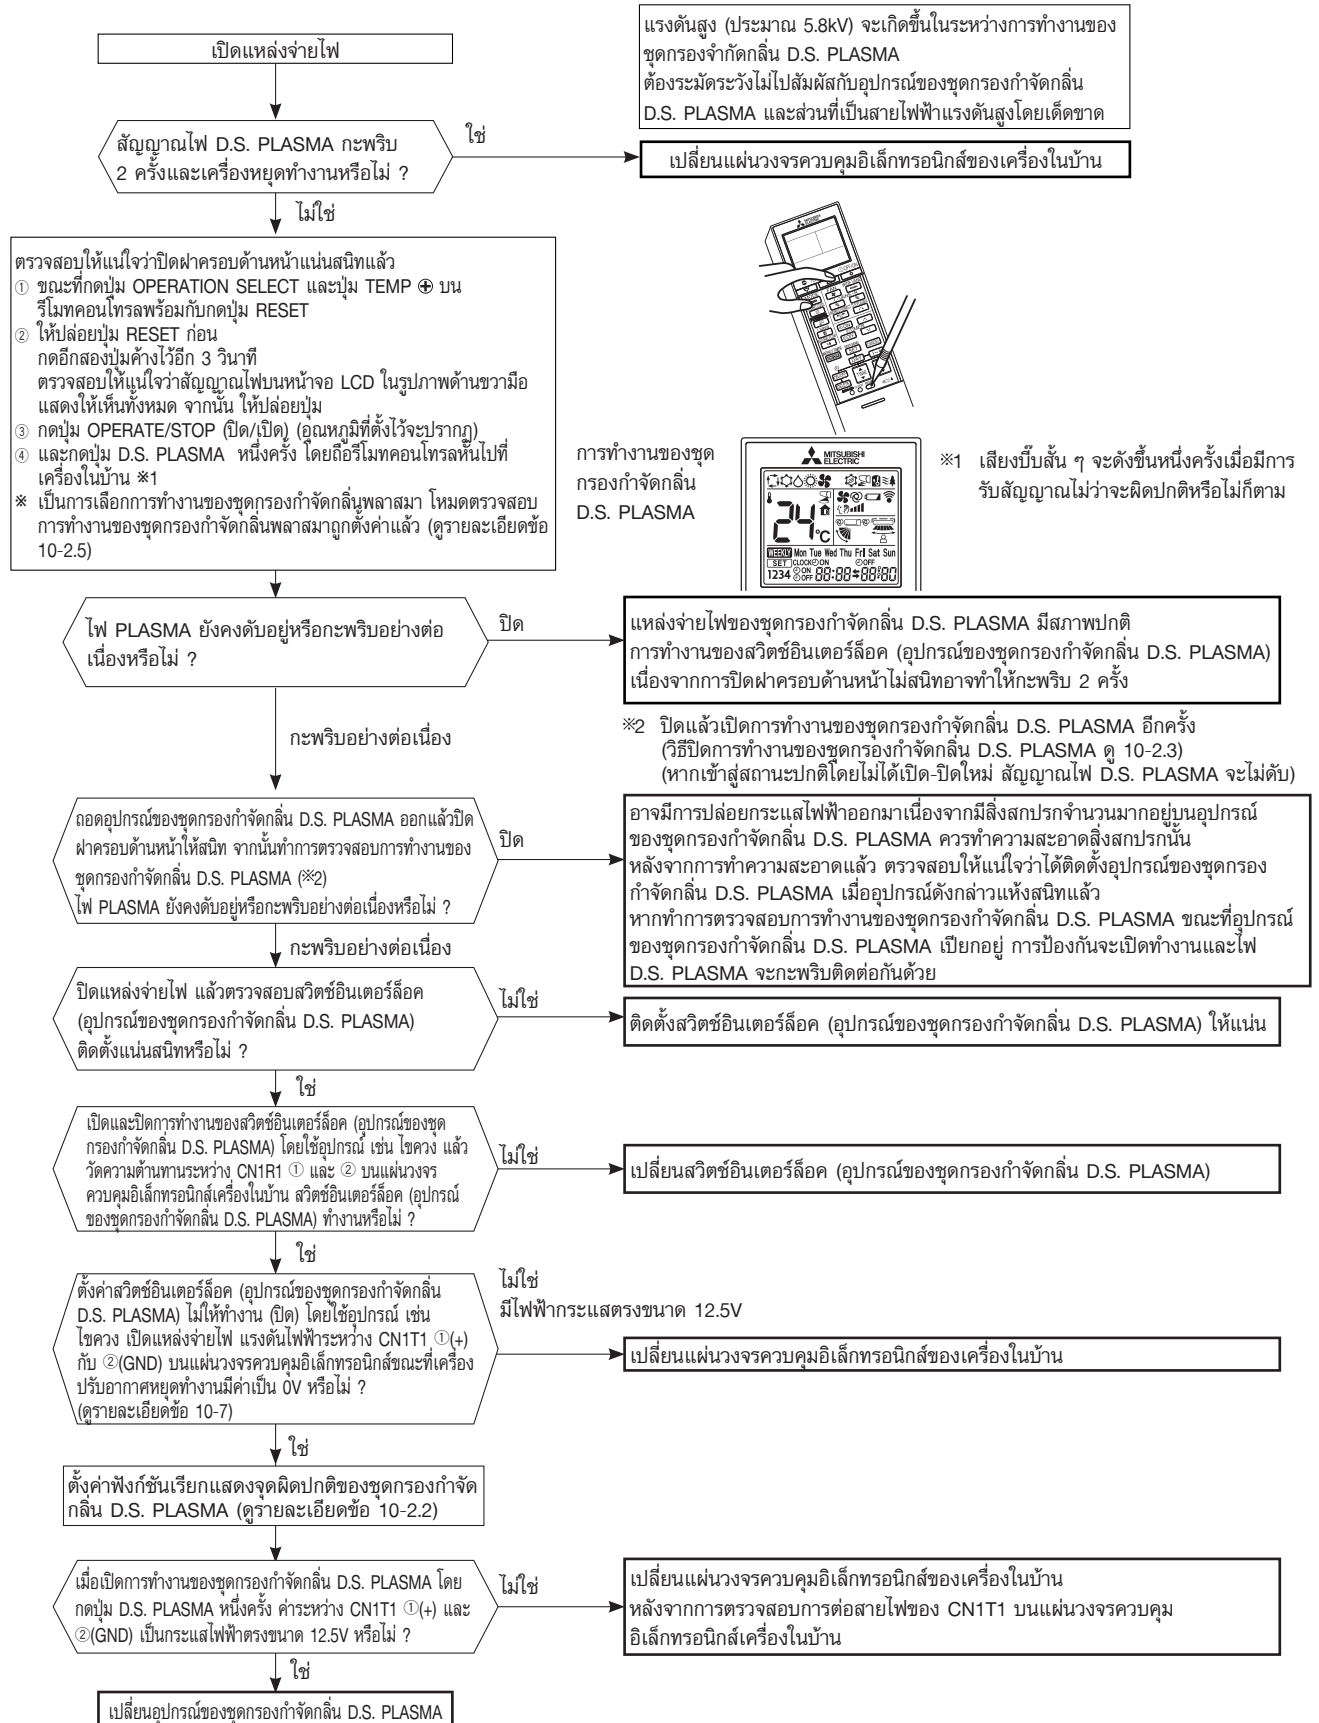 แรงดันสูง (ประมาณ 5.8kV) จะเกิดขึ้นในระหว่างการทำงานของ
ชุดกรองจำกัดกลิ่น D.S. PLASMA
ต้องระมัดระวังไม่ไปสัมผัสกับอุปกรณ์ของชุดกรองกำจัดกลิ่น
D.S. PLASMA และส่วนที่เป็นสายไฟฟ้าแรงดันสูงโดยเด็ดขาด
เปิดแหล่งจ่ายไฟ
สัญญาณไฟ D.S. PLASMA กะพริบ
2 ครั้งและเครื่องหยุดทำงานหรือไม่ ?
ใช่
เปลี่ยนแผ่นวงจรควบคุมอิเล็กทรอนิกส์ของเครื่องในบ้าน
ไม่ใช่
ตรวจสอบให้แน่ใจว่าปิดฝาครอบด้านหน้าแน่นสนิทแล้ว
① ขณะที่กดปุ่ม OPERATION SELECT และปุ่ม TEMP ⊕ บน
รีโมทคอนโทรลพร้อมกับกดปุ่ม RESET
② ให้ปล่อยปุ่ม RESET ก่อน
กดอีกสองปุ่มค้างไว้อีก 3 วินาที
ตรวจสอบให้แน่ใจว่าสัญญาณไฟบนหน้าจอ LCD ในรูปภาพด้านขวามือ
แสดงให้เห็นทั้งหมด จากนั้น ให้ปล่อยปุ่ม
③ กดปุ่ม OPERATE/STOP (ปิด/เปิด) (อุณหภูมิที่ตั้งไว้จะปรากฏ)
④ และกดปุ่ม D.S. PLASMA หนึ่งครั้ง โดยถือรีโมทคอนโทรลหันไปที่
เครื่องในบ้าน ※1
※ เป็นการเลือกการทำงานของชุดกรองกำจัดกลิ่นพลาสมา โหมดตรวจสอบ
การทำงานของชุดกรองกำจัดกลิ่นพลาสมาถูกตั้งค่าแล้ว (ดูรายละเอียดข้อ
10-2.5)
การทำงานของชุด
กรองกำจัดกลิ่น
D.S. PLASMA
MITSUBISHI
ELECTRIC
24°C
WEEKLY Mon Tue Wed Thu Fri Sat Sun
SET CLOCK ON OFF
1234 ON OFF 88:88 88:80
※1 เสียงบี๊บสั้น ๆ จะดังขึ้นหนึ่งครั้งเมื่อมีการ
รับสัญญาณไม่ว่าจะผิดปกติหรือไม่ก็ตาม
ไฟ PLASMA ยังคงดับอยู่หรือกะพริบอย่างต่อ
เนื่องหรือไม่ ?
ปิด
แหล่งจ่ายไฟของชุดกรองกำจัดกลิ่น D.S. PLASMA มีสภาพปกติ
การทำงานของสวิตช์อินเตอร์ล็อค (อุปกรณ์ของชุดกรองกำจัดกลิ่น D.S. PLASMA)
เนื่องจากการปิดฝาครอบด้านหน้าไม่สนิทอาจทำให้กะพริบ 2 ครั้ง
※2 ปิดแล้วเปิดการทำงานของชุดกรองกำจัดกลิ่น D.S. PLASMA อีกครั้ง
(วิธีปิดการทำงานของชุดกรองกำจัดกลิ่น D.S. PLASMA ดู 10-2.3)
(หากเข้าสู่สถานะปกติโดยไม่ได้เปิด-ปิดใหม่ สัญญาณไฟ D.S. PLASMA จะไม่ดับ)
กะพริบอย่างต่อเนื่อง
ถอดอุปกรณ์ของชุดกรองกำจัดกลิ่น D.S. PLASMA ออกแล้วปิด
ฝาครอบด้านหน้าให้สนิท จากนั้นทำการตรวจสอบการทำงานของ
ชุดกรองกำจัดกลิ่น D.S. PLASMA (※2)
ไฟ PLASMA ยังคงดับอยู่หรือกะพริบอย่างต่อเนื่องหรือไม่ ?
ปิด
อาจมีการปล่อยกระแสไฟฟ้าออกมาเนื่องจากมีสิ่งสกปรกจำนวนมากอยู่บนอุปกรณ์
ของชุดกรองกำจัดกลิ่น D.S. PLASMA ควรทำความสะอาดสิ่งสกปรกนั้น
หลังจากการทำความสะอาดแล้ว ตรวจสอบให้แน่ใจว่าได้ติดตั้งอุปกรณ์ของชุดกรอง
กำจัดกลิ่น D.S. PLASMA เมื่ออุปกรณ์ดังกล่าวแห้งสนิทแล้ว
หากทำการตรวจสอบการทำงานของชุดกรองกำจัดกลิ่น D.S. PLASMA ขณะที่อุปกรณ์
ของชุดกรองกำจัดกลิ่น D.S. PLASMA เปียกอยู่ การป้องกันจะเปิดทำงานและไฟ
D.S. PLASMA จะกะพริบติดต่อกันด้วย
กะพริบอย่างต่อเนื่อง
ปิดแหล่งจ่ายไฟ แล้วตรวจสอบสวิตช์อินเตอร์ล็อค
(อุปกรณ์ของชุดกรองกำจัดกลิ่น D.S. PLASMA)
ติดตั้งแน่นสนิทหรือไม่ ?
ไม่ใช่
ติดตั้งสวิตช์อินเตอร์ล็อค (อุปกรณ์ของชุดกรองกำจัดกลิ่น D.S. PLASMA) ให้แน่น
ใช่
เปิดและปิดการทำงานของสวิตช์อินเตอร์ล็อค (อุปกรณ์ของชุด
กรองกำจัดกลิ่น D.S. PLASMA) โดยใช้อุปกรณ์ เช่น ไขควง แล้ว
วัดความต้านทานระหว่าง CN1R1 ① และ ② บนแผ่นวงจร
ควบคุมอิเล็กทรอนิกส์เครื่องในบ้าน สวิตช์อินเตอร์ล็อค (อุปกรณ์
ของชุดกรองกำจัดกลิ่น D.S. PLASMA) ทำงานหรือไม่ ?
ไม่ใช่
เปลี่ยนสวิตช์อินเตอร์ล็อค (อุปกรณ์ของชุดกรองกำจัดกลิ่น D.S. PLASMA)
ใช่
ตั้งค่าสวิตช์อินเตอร์ล็อค (อุปกรณ์ของชุดกรองกำจัดกลิ่น
D.S. PLASMA) ไม่ให้ทำงาน (ปิด) โดยใช้อุปกรณ์ เช่น
ไขควง เปิดแหล่งจ่ายไฟ แรงดันไฟฟ้าระหว่าง CN1T1 ①(+)
กับ ②(GND) บนแผ่นวงจรควบคุมอิเล็กทรอนิกส์ขณะที่เครื่อง
ปรับอากาศหยุดทำงานมีค่าเป็น 0V หรือไม่ ?
(ดูรายละเอียดข้อ 10-7)
ไม่ใช่
มีไฟฟ้ากระแสตรงขนาด 12.5V
เปลี่ยนแผ่นวงจรควบคุมอิเล็กทรอนิกส์ของเครื่องในบ้าน
ใช่
ตั้งค่าฟังก์ชันเรียกแสดงจุดผิดปกติของชุดกรองกำจัด
กลิ่น D.S. PLASMA (ดูรายละเอียดข้อ 10-2.2)
เมื่อเปิดการทำงานของชุดกรองกำจัดกลิ่น D.S. PLASMA โดย
กดปุ่ม D.S. PLASMA หนึ่งครั้ง ค่าระหว่าง CN1T1 ①(+) และ
②(GND) เป็นกระแสไฟฟ้าตรงขนาด 12.5V หรือไม่ ?
ไม่ใช่
เปลี่ยนแผ่นวงจรควบคุมอิเล็กทรอนิกส์ของเครื่องในบ้าน
หลังจากการตรวจสอบการต่อสายไฟของ CN1T1 บนแผ่นวงจรควบคุม
อิเล็กทรอนิกส์เครื่องในบ้าน
ใช่
เปลี่ยนอุปกรณ์ของชุดกรองกำจัดกลิ่น D.S. PLASMA